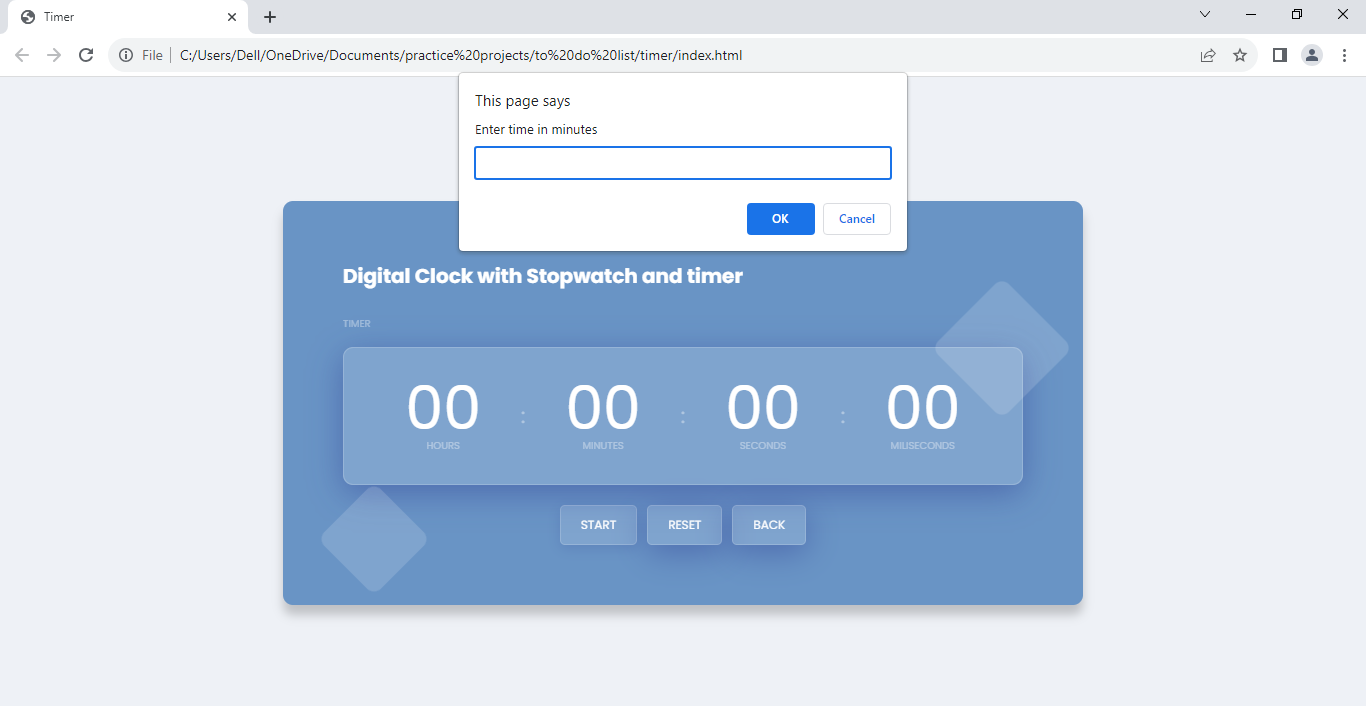 Timer
File
C:/Users/Dell/OneDrive/Documents/practice%20projects/to%20do%20list/timer/index.html
This page says
Enter time in minutes
OK Cancel
Digital Clock with Stopwatch and timer
TIMER
00 : 00 : 00 : 00
HOURS MINUTES SECONDS MILISECONDS
START RESET BACK